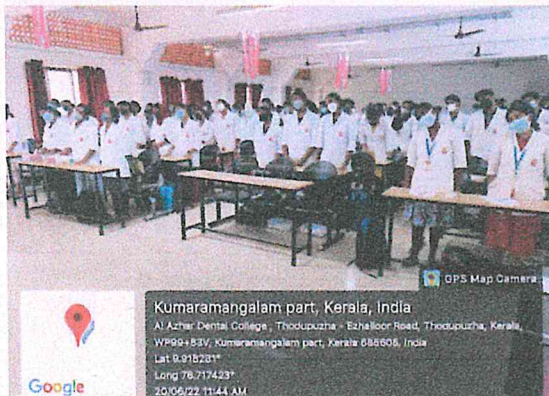 GPS Map Camera
Kumaramangalam part, Kerala, India
Al Azhar Dental College, Thodupuzha - Ezhalloor Road, Thodupuzha, Kerala,
WP99+83V, Kumaramangalam part, Kerala 685605, India
Lat 9.918231°
Long 76.717423°
20/06/22 11:44 AM
Google